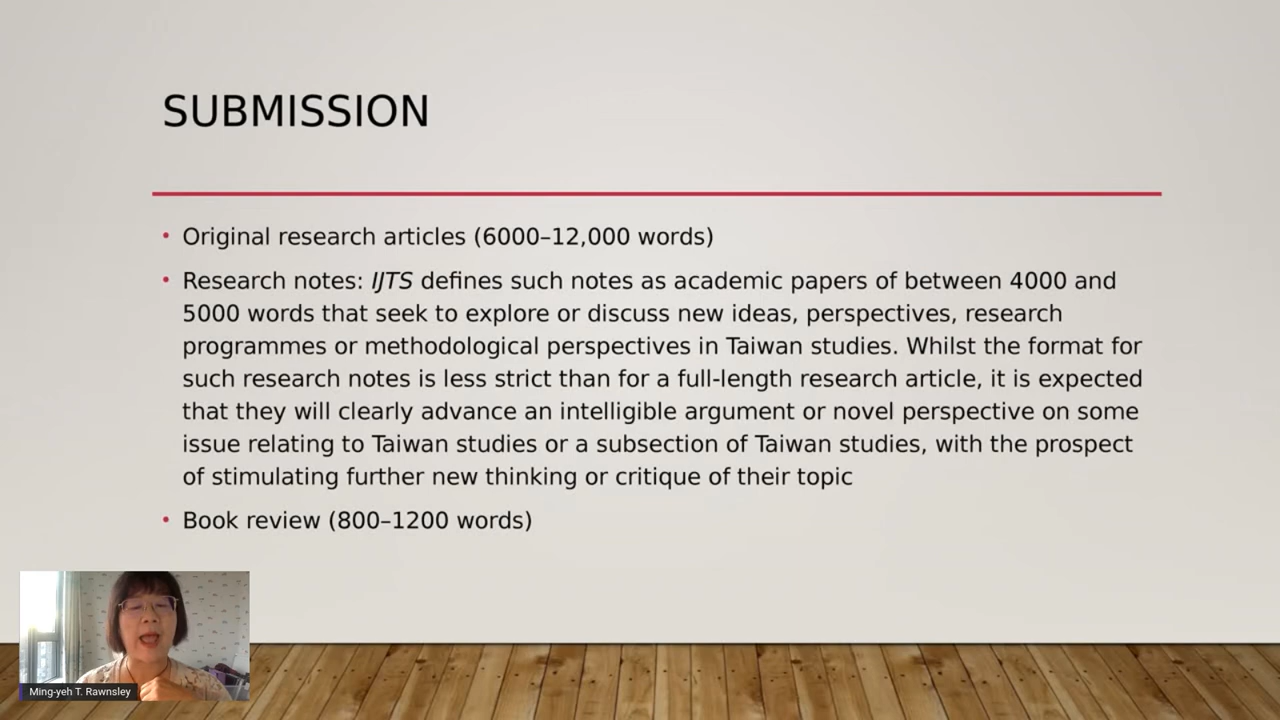 SUBMISSION
• Original research articles (6000–12,000 words)
• Research notes: IJTS defines such notes as academic papers of between 4000 and
5000 words that seek to explore or discuss new ideas, perspectives, research
programmes or methodological perspectives in Taiwan studies. Whilst the format for
such research notes is less strict than for a full-length research article, it is expected
that they will clearly advance an intelligible argument or novel perspective on some
issue relating to Taiwan studies or a subsection of Taiwan studies, with the prospect
of stimulating further new thinking or critique of their topic
• Book review (800–1200 words)
Ming-yeh T. Rawnsley